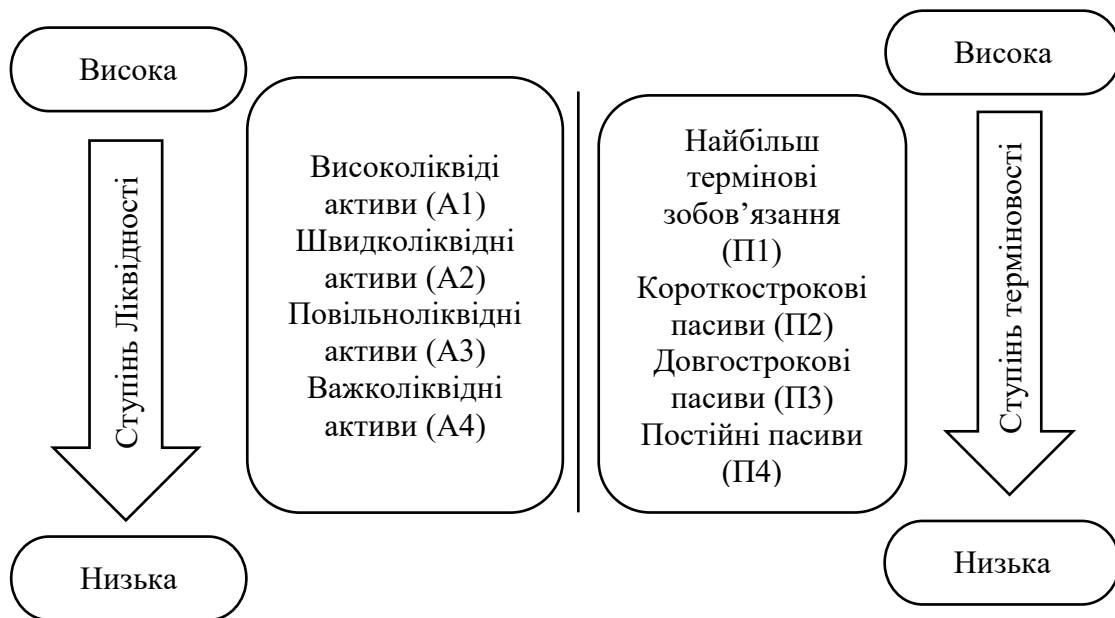 Висока
Ступінь Ліквідності
Низька
Високоліквіді
активи (А1)
Швидколіквідні
активи (А2)
Повільноліквідні
активи (А3)
Важколіквідні
активи (А4)
Найбільш
термінові
зобов’язання
(П1)
Короткострокові
пасиви (П2)
Довгострокові
пасиви (П3)
Постійні пасиви
(П4)
Висока
Ступінь терміновості
Низька